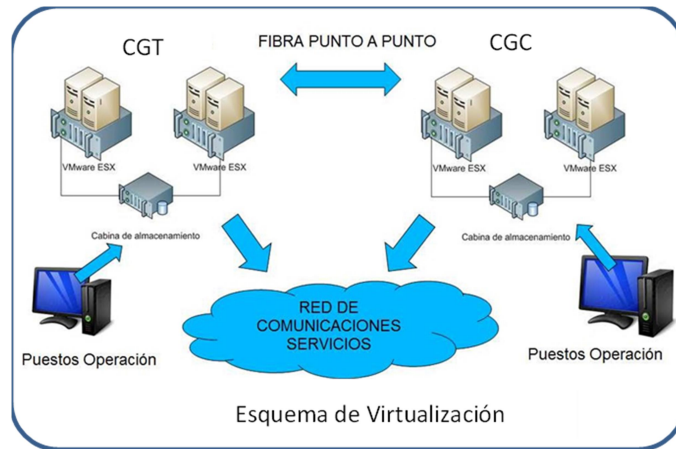 CGT
FIBRA PUNTO A PUNTO
CGC
VMware ESX
VMware ESX
VMware ESX
VMware ESX
Cabina de almacenamiento
Cabina de almacenamiento
RED DE
COMUNICACIONES
SERVICIOS
Puestos Operación
Puestos Operación
Esquema de Virtualización